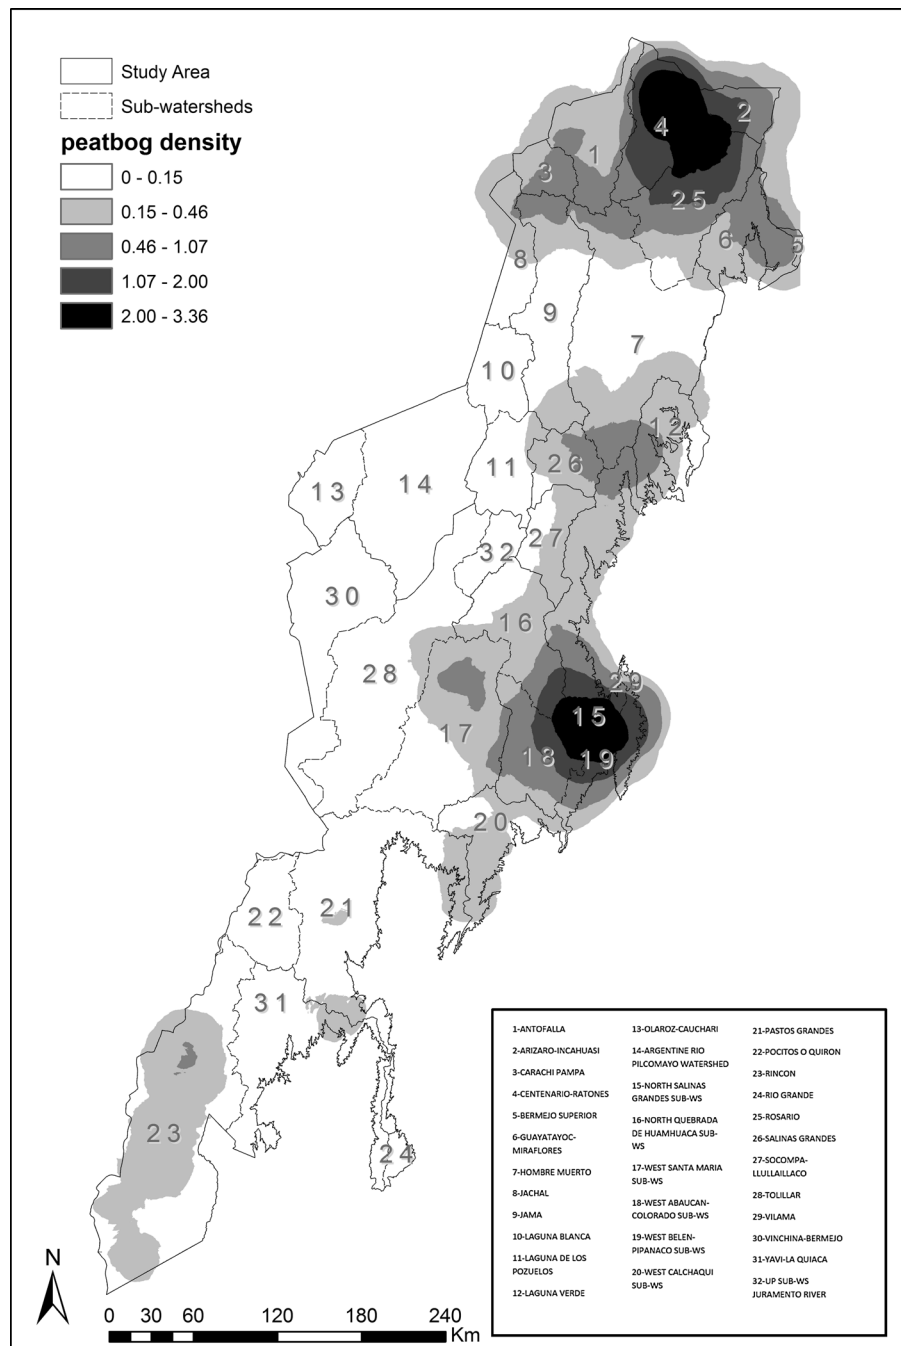 Study Area
Sub-watersheds
peatbog density
0 - 0.15
0.15 - 0.46
0.46 - 1.07
1.07 - 2.00
2.00 - 3.36
4
2
1
3
25
6
5
8
9
7
10
12
26
11
14
13
27
32
30
16
28
29
15
17
18
19
20
21
22
31
23
24
N
0 30 60 120 180 240
Km
1-ANTOFALLA
2-ARIZARO-INCAHUASI
3-CARACHI PAMPA
4-CENTENARIO-RATONES
5-BERMEJO SUPERIOR
6-GUAYATAYOC-
MIRAFLORES
7-HOMBRE MUERTO
8-JACHAL
9-JAMA
10-LAGUNA BLANCA
11-LAGUNA DE LOS
POZUELOS
12-LAGUNA VERDE
13-OLAROZ-CAUCHARI
14-ARGENTINE RIO
PILCOMAYO WATERSHED
15-NORTH SALINAS
GRANDES SUB-WS
16-NORTH QUEBRADA
DE HUAMHUACA SUB-
WS
17-WEST SANTA MARIA
SUB-WS
18-WEST ABAUCAN-
COLORADO SUB-WS
19-WEST BELEN-
PIPANACO SUB-WS
20-WEST CALCHAQUI
SUB-WS
21-PASTOS GRANDES
22-POCITOS O QUIRON
23-RINCON
24-RIO GRANDE
25-ROSARIO
26-SALINAS GRANDES
27-SOCOMPA-
LLULLAILLACO
28-TOLILLAR
29-VILAMA
30-VINCHINA-BERMEJO
31-YAVI-LA QUIACA
32-UP SUB-WS
JURAMENTO RIVER